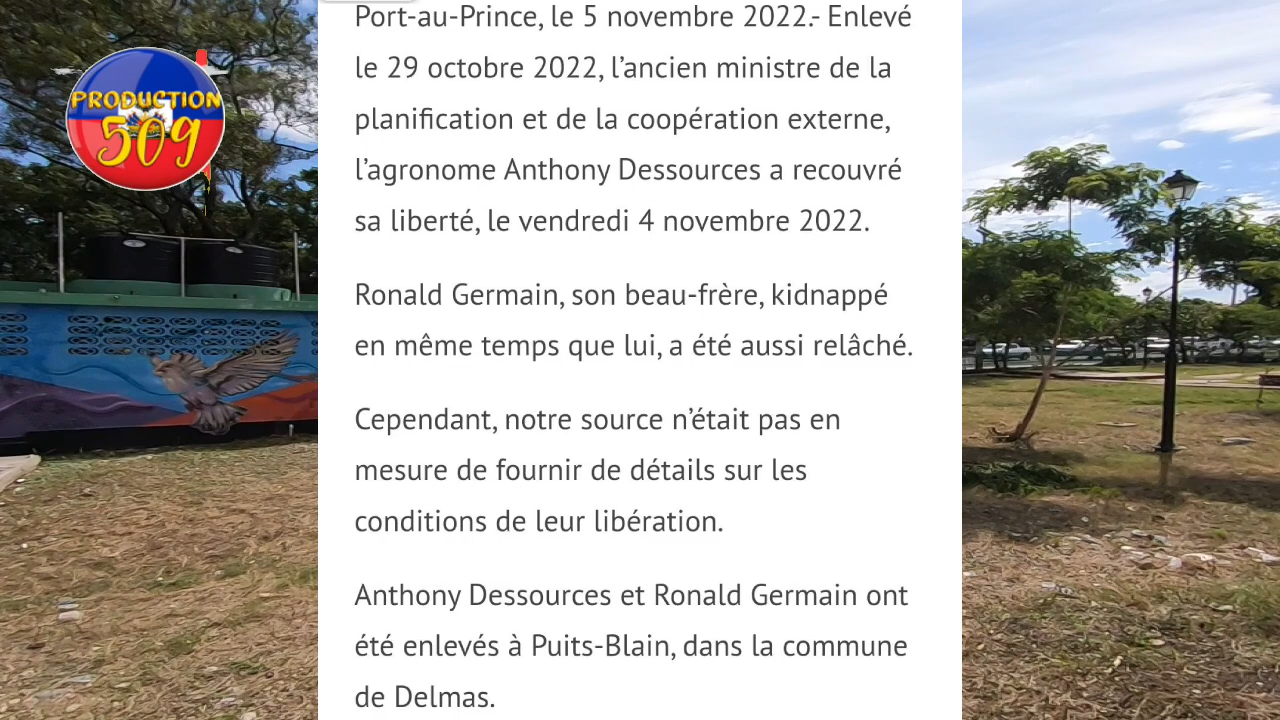 PRODUCTION
509
Port-au-Prince, le 5 novembre 2022.- Enlevé
le 29 octobre 2022, l’ancien ministre de la
planification et de la coopération externe,
l’agronome Anthony Dessources a recouvré
sa liberté, le vendredi 4 novembre 2022.
Ronald Germain, son beau-frère, kidnappé
en même temps que lui, a été aussi relâché.
Cependant, notre source n’était pas en
mesure de fournir de détails sur les
conditions de leur libération.
Anthony Dessources et Ronald Germain ont
été enlevés à Puits-Blain, dans la commune
de Delmas.